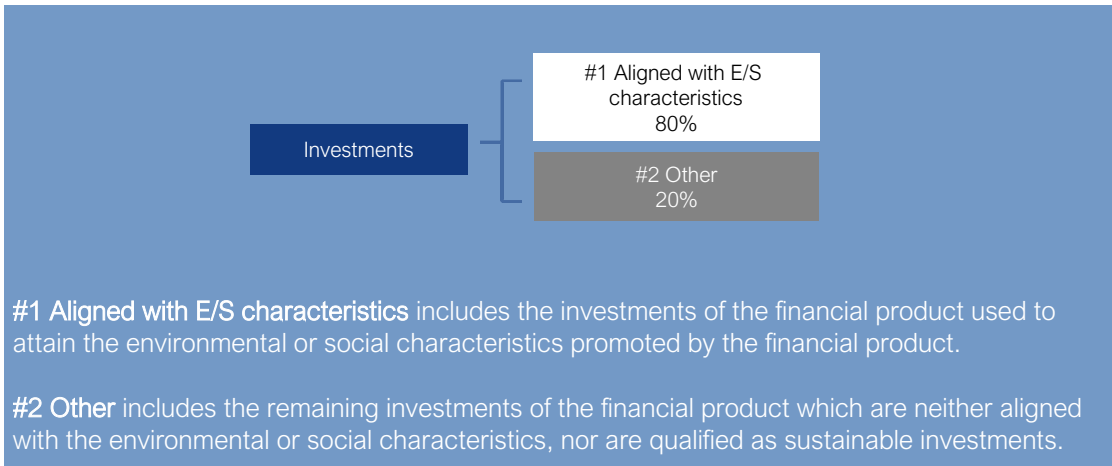 #1 Aligned with E/S
characteristics
80%
Investments
#2 Other
20%
#1 Aligned with E/S characteristics includes the investments of the financial product used to
attain the environmental or social characteristics promoted by the financial product.
#2 Other includes the remaining investments of the financial product which are neither aligned
with the environmental or social characteristics, nor are qualified as sustainable investments.